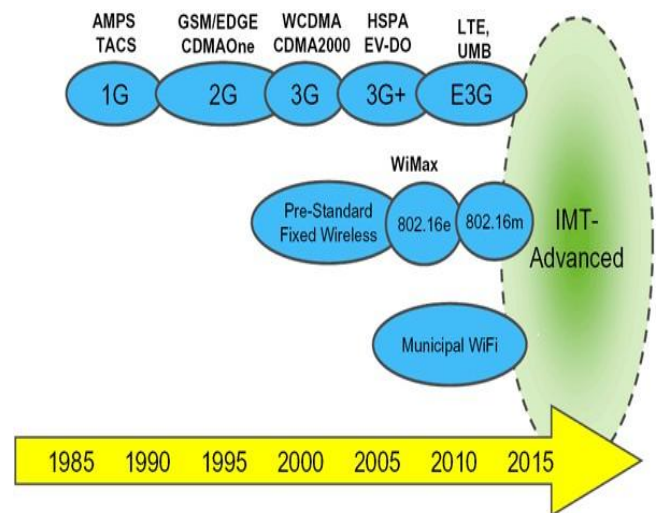 AMPS
TACS
GSM/EDGE
CDMAOne
WCDMA
CDMA2000
HSPA
EV-DO
LTE,
UMB
1G
2G
3G
3G+
E3G
WiMax
Pre-Standard
Fixed Wireless
802.16e
802.16m
IMT-
Advanced
Municipal WiFi
1985 1990 1995 2000 2005 2010 2015